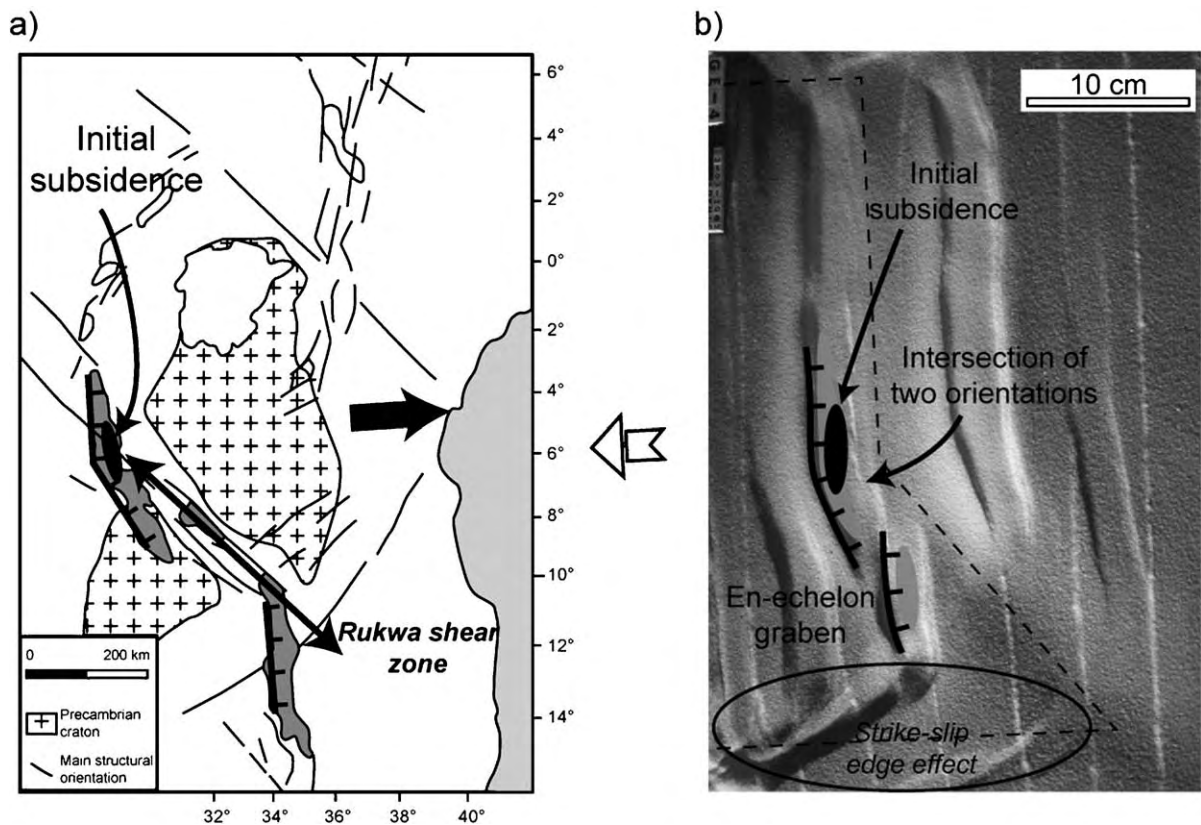 a)
6°
4°
2°
0°
2°
4°
6°
8°
10°
12°
14°
32°
34°
36°
38°
40°
Initial
subsidence
Rukwa shear
zone
0
200 km
Precambrian
craton
Main structural
orientation
b)
10 cm
Initial
subsidence
Intersection of
two orientations
En-echelon
graben
Strike-slip
edge effect